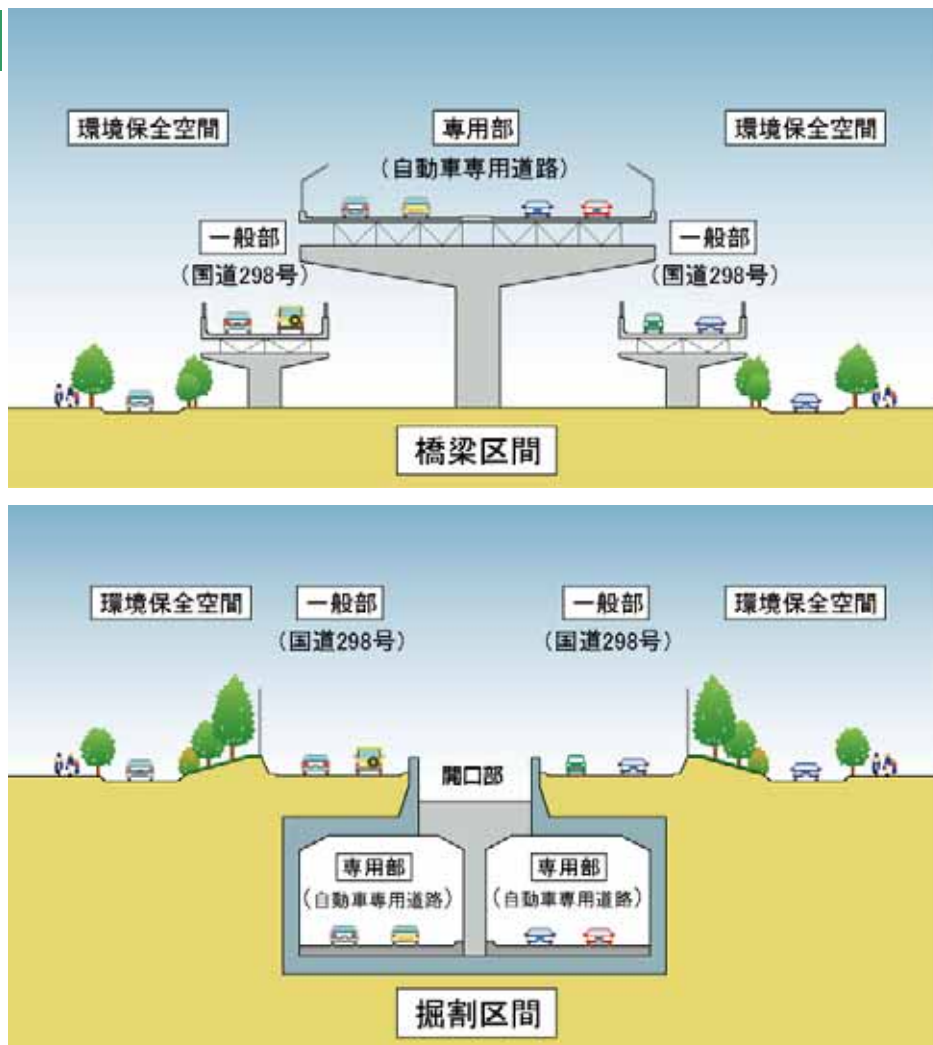 環境保全空間
専用部
(自動車専用道路)
環境保全空間
一般部
(国道298号)
一般部
(国道298号)
橋梁区間
環境保全空間
一般部
(国道298号)
一般部
(国道298号)
環境保全空間
開口部
専用部
(自動車専用道路)
専用部
(自動車専用道路)
掘割区間